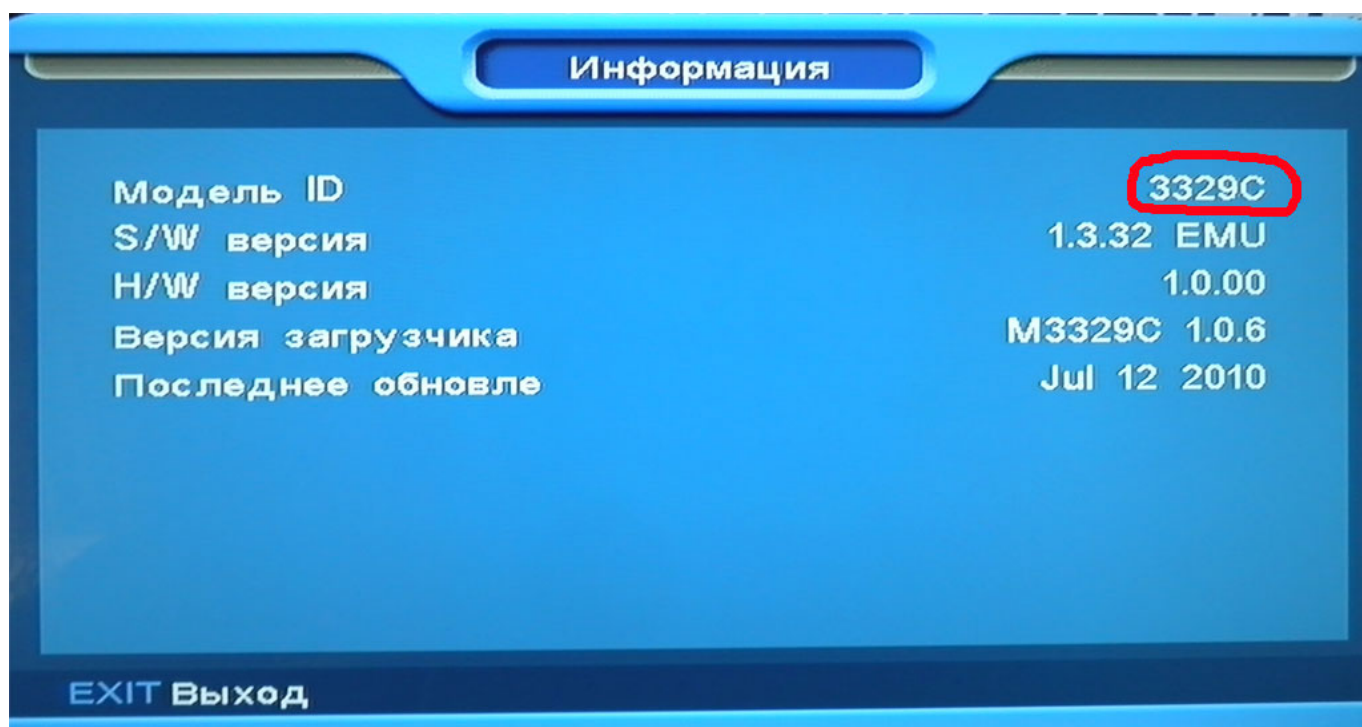 Информация
Модель ID 3329C
S/W версия 1.3.32 EMU
H/W версия 1.0.00
Версия загрузчика M3329C 1.0.6
Последнее обновле Jul 12 2010
EXIT Выход